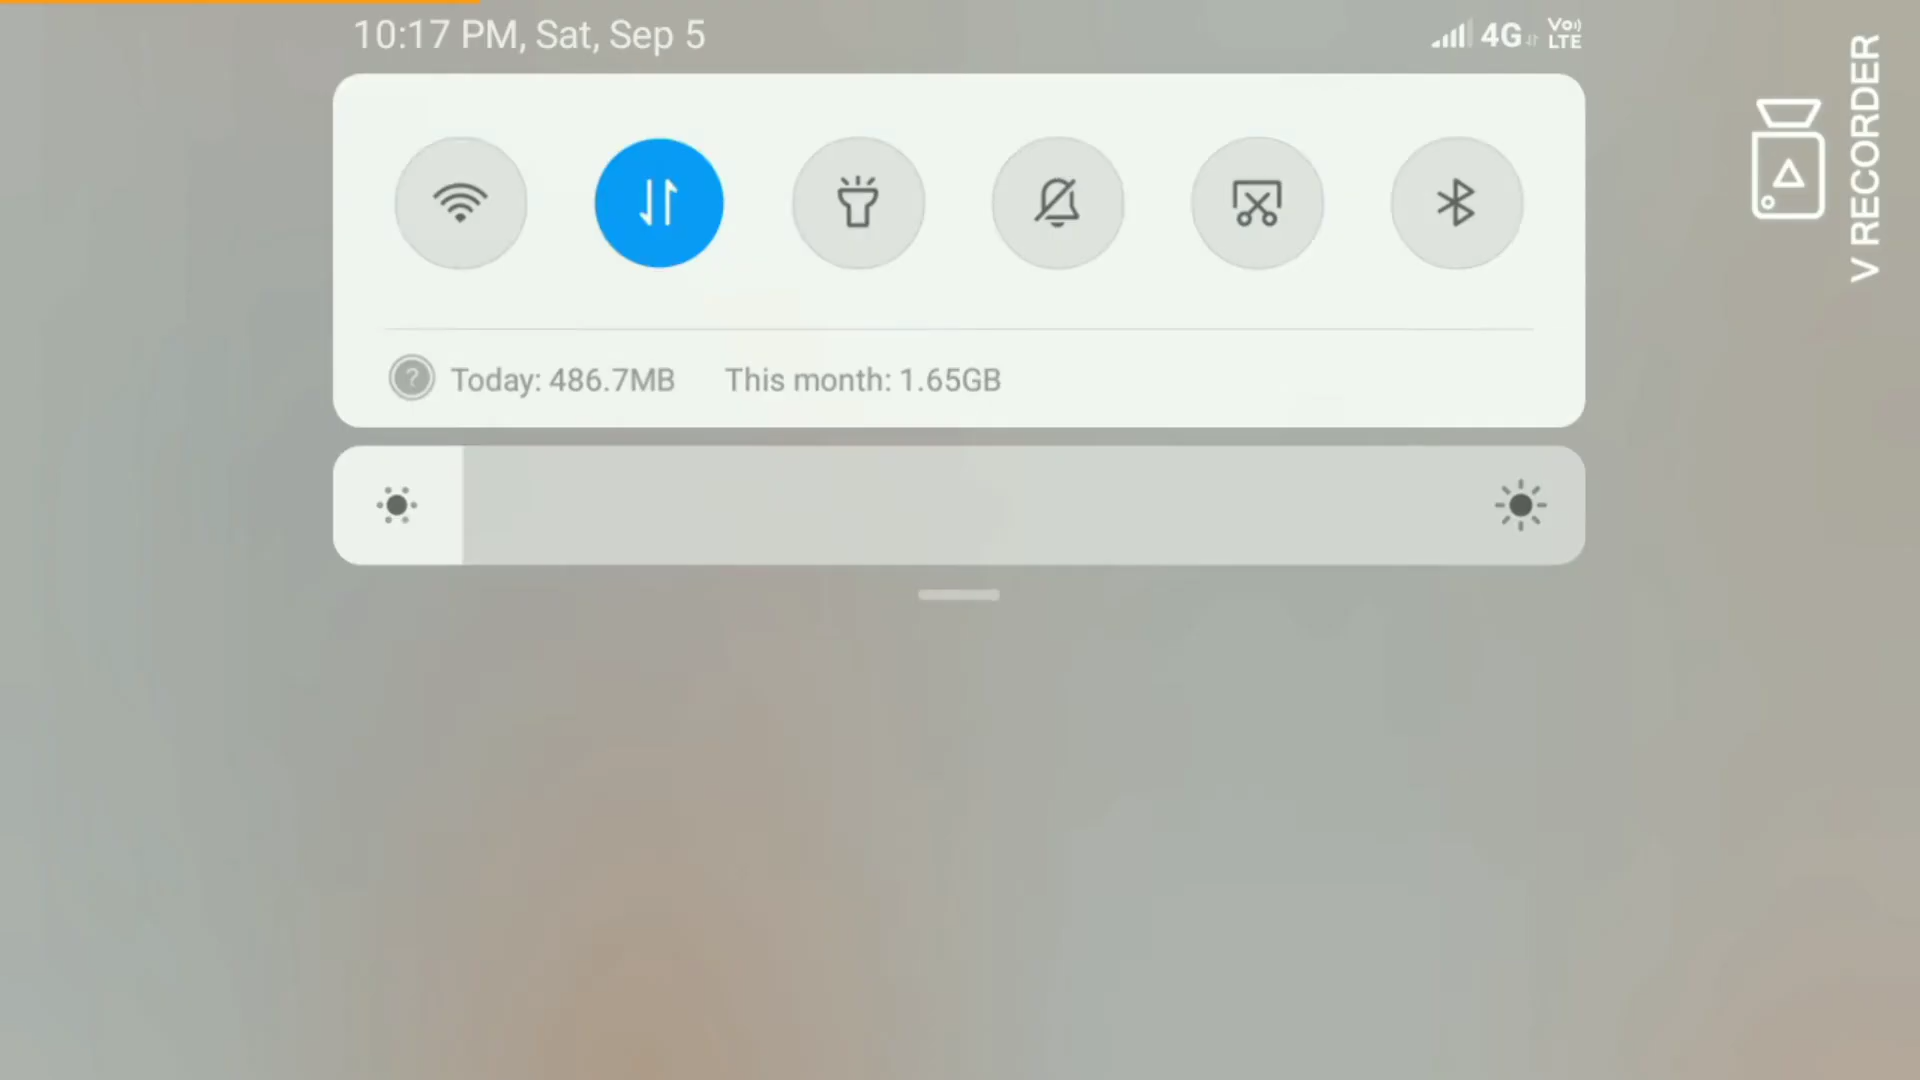 10:17 PM, Sat, Sep 5
4G
Vo
LTE
Today: 486.7MB
This month: 1.65GB
V RECORDER